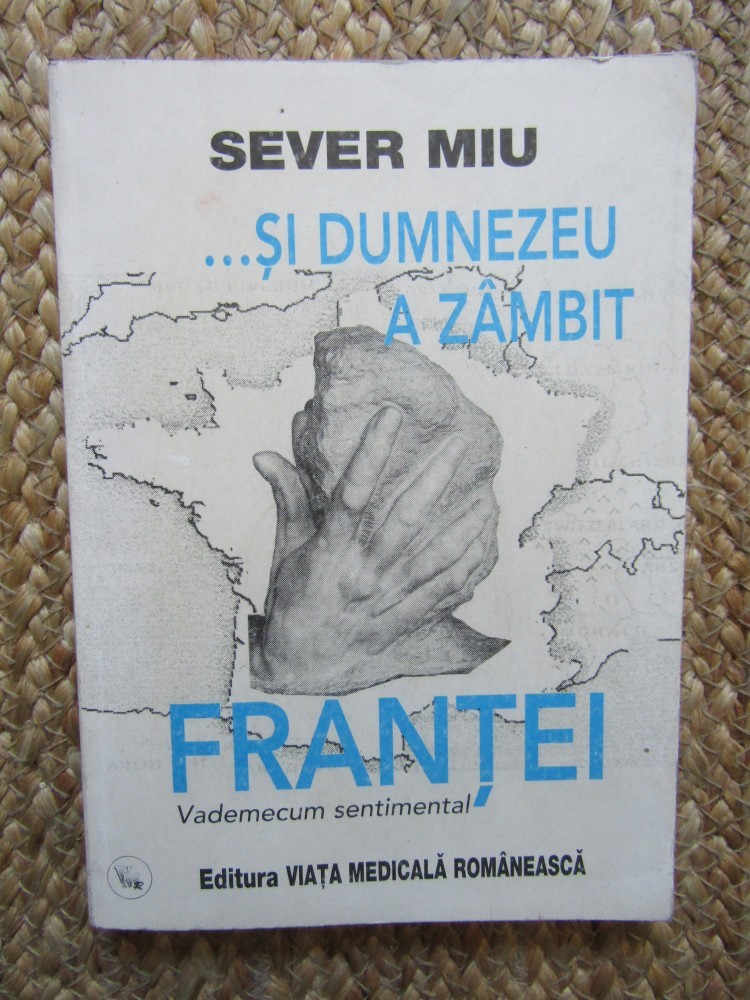 SEVER MIU
...ȘI DUMNEZEU
A ZÂMBIT
FRANȚEI
Vademecum sentimental
Editura VIAȚA MEDICALĂ ROMÂNEASCĂ